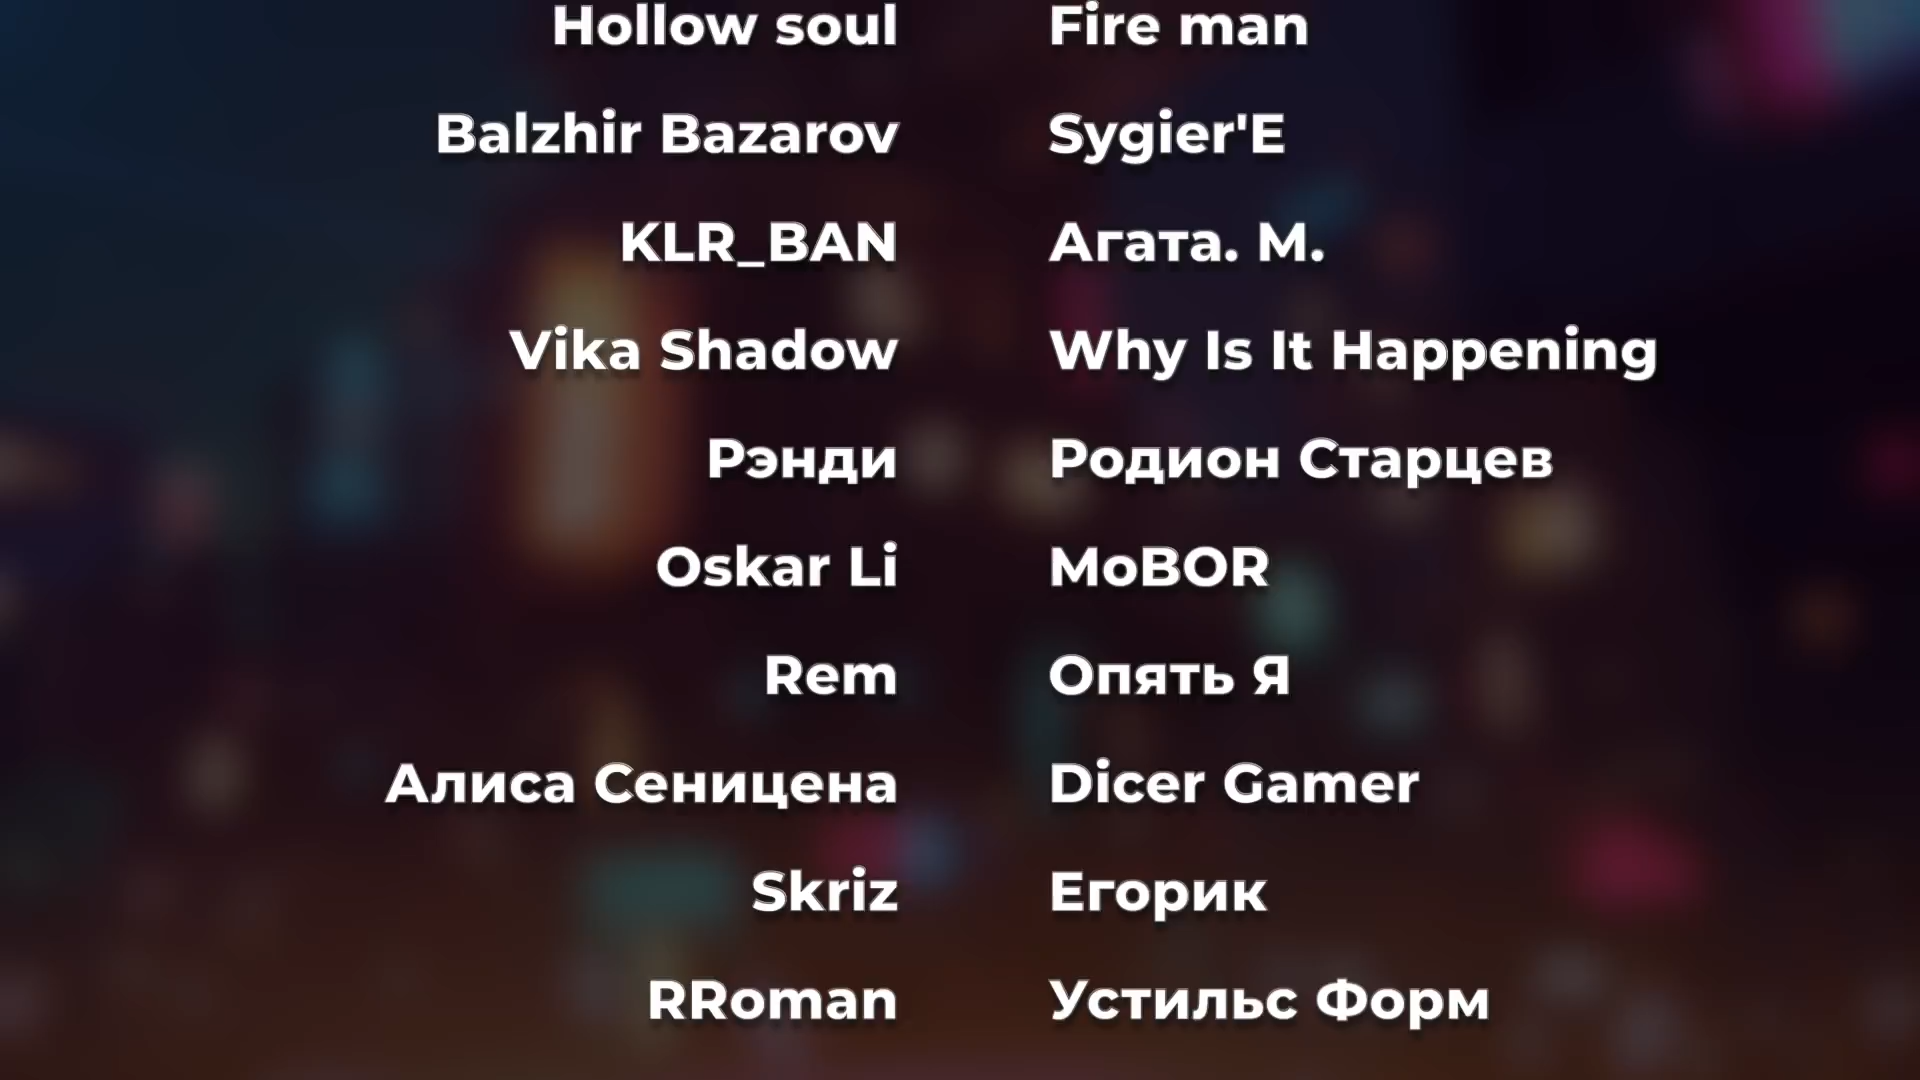 Hollow soul Fire man
Balzhir Bazarov Sygier'E
KLR_BAN Агата. М.
Vika Shadow Why Is It Happening
Рэнди Родион Старцев
Oskar Li MoBOR
Rem Опять Я
Алиса Сеницена Dicer Gamer
Skriz Егорик
RRoman Устильс Форм